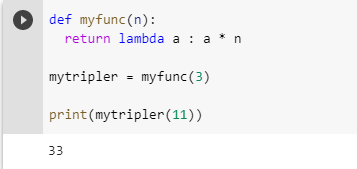 def myfunc(n):
  return lambda a : a * n
mytripler = myfunc(3)
print(mytripler(11))
33